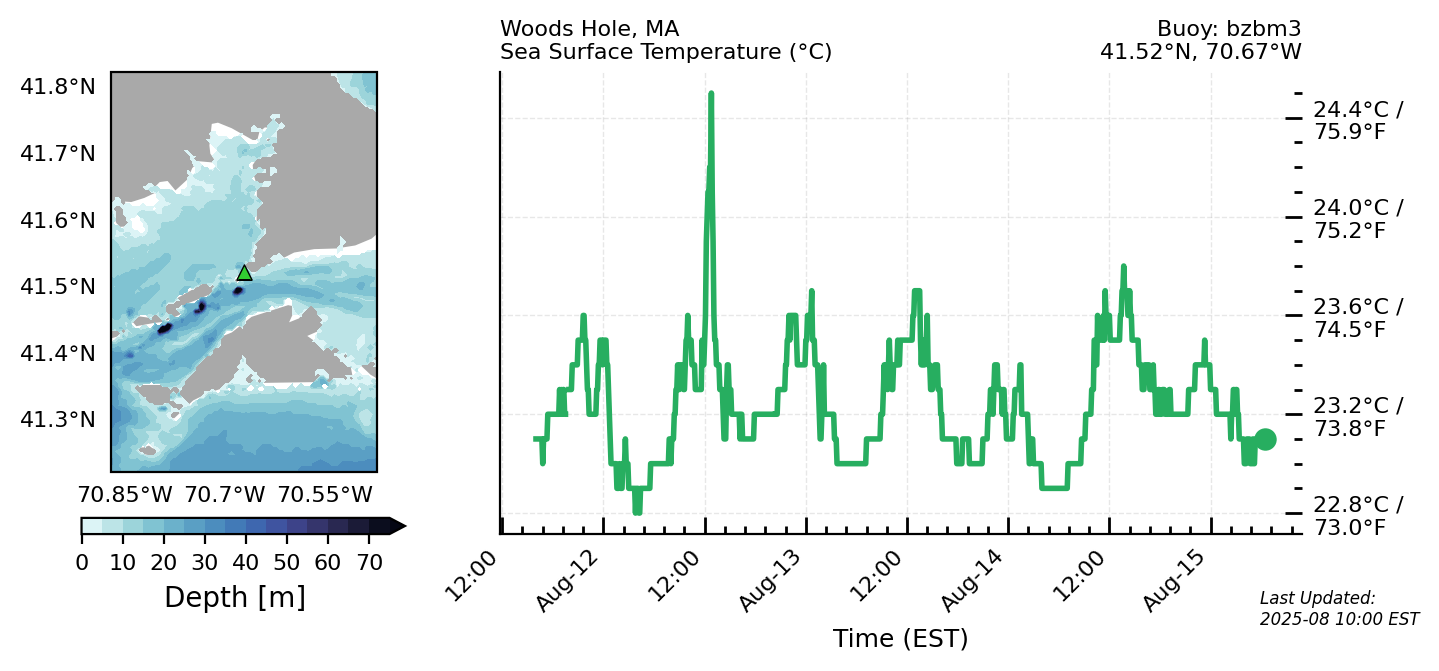 Woods Hole, MA
Sea Surface Temperature (°C)
Buoy: bzbm3
41.52°N, 70.67°W
41.8°N
41.7°N
41.6°N
41.5°N
41.4°N
41.3°N
70.85°W 70.7°W 70.55°W
0 10 20 30 40 50 60 70
Depth [m]
24.4°C /
75.9°F
24.0°C /
75.2°F
23.6°C /
74.5°F
23.2°C /
73.8°F
22.8°C /
73.0°F
12:00 Aug-12 12:00 Aug-13 12:00 Aug-14 12:00 Aug-15
Time (EST)
Last Updated:
2025-08 10:00 EST